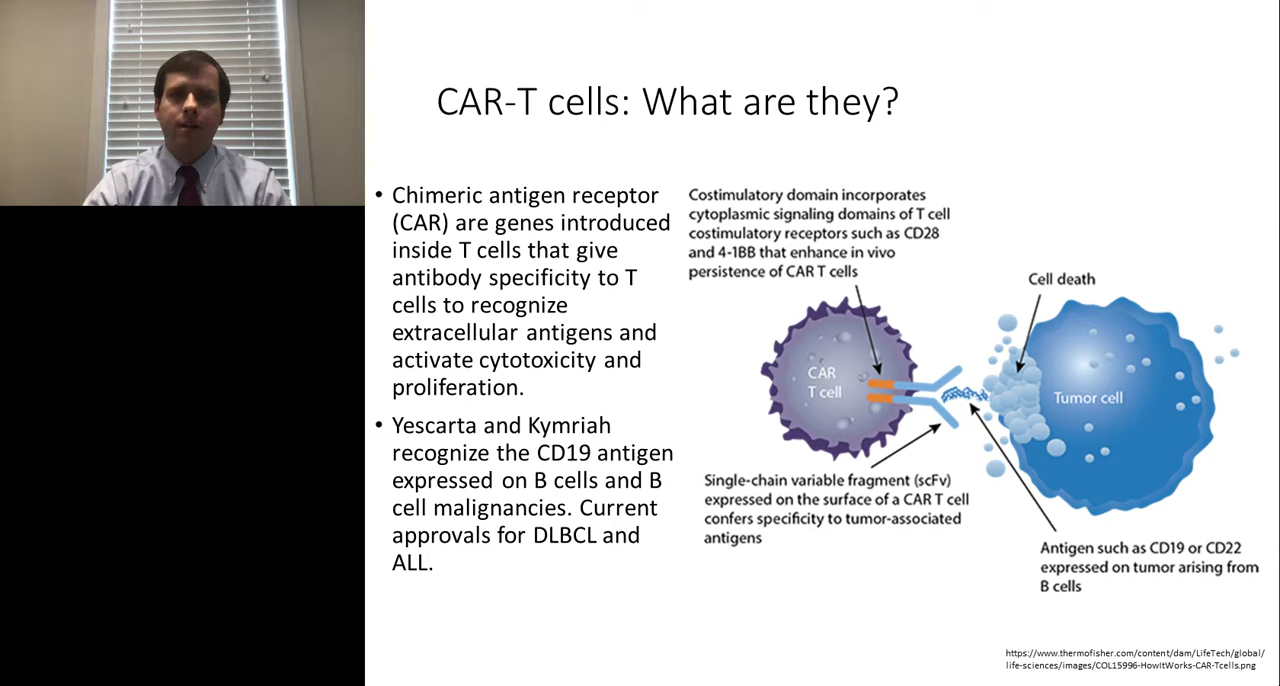 CAR-T cells: What are they?
• Chimeric antigen receptor
(CAR) are genes introduced
inside T cells that give
antibody specificity to T
cells to recognize
extracellular antigens and
activate cytotoxicity and
proliferation.
• Yescarta and Kymriah
recognize the CD19 antigen
expressed on B cells and B
cell malignancies. Current
approvals for DLBCL and
ALL.
Costimulatory domain incorporates
cytoplasmic signaling domains of T cell
costimulatory receptors such as CD28
and 4-1BB that enhance in vivo
persistence of CAR T cells
Cell death
CAR
T cell
Tumor cell
Single-chain variable fragment (scFv)
expressed on the surface of a CAR T cell
confers specificity to tumor-associated
antigens
Antigen such as CD19 or CD22
expressed on tumor arising from
B cells
https://www.thermofisher.com/content/dam/LifeTech/global/
life-sciences/images/COL15996-HowItWorks-CAR-Tcells.png